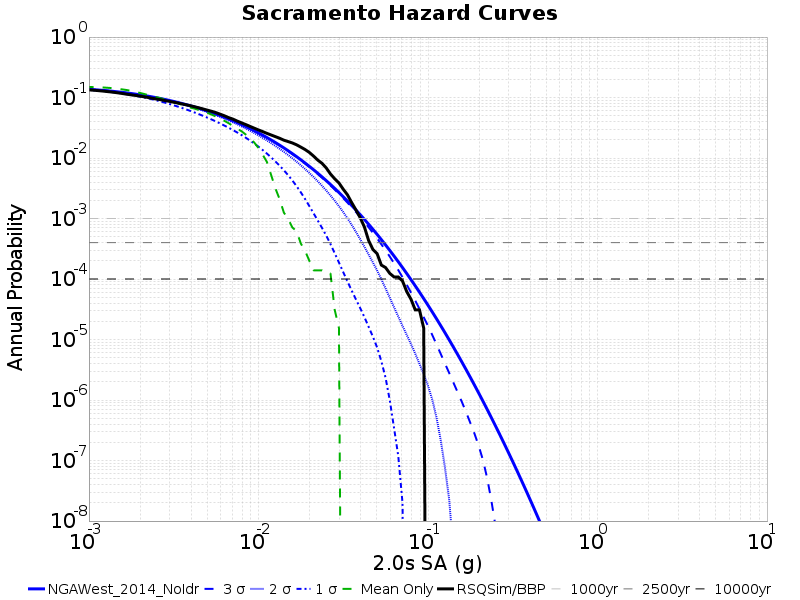 Sacramento Hazard Curves
10^0
10^-1
10^-2
10^-3
10^-4
10^-5
10^-6
10^-7
10^-8
Annual Probability
10^-3 10^-2 10^-1 10^0 10^1
2.0s SA (g)
NGAWest_2014_NoIdr 3 σ 2 σ 1 σ Mean Only RSQSim/BBP 1000yr 2500yr 10000yr